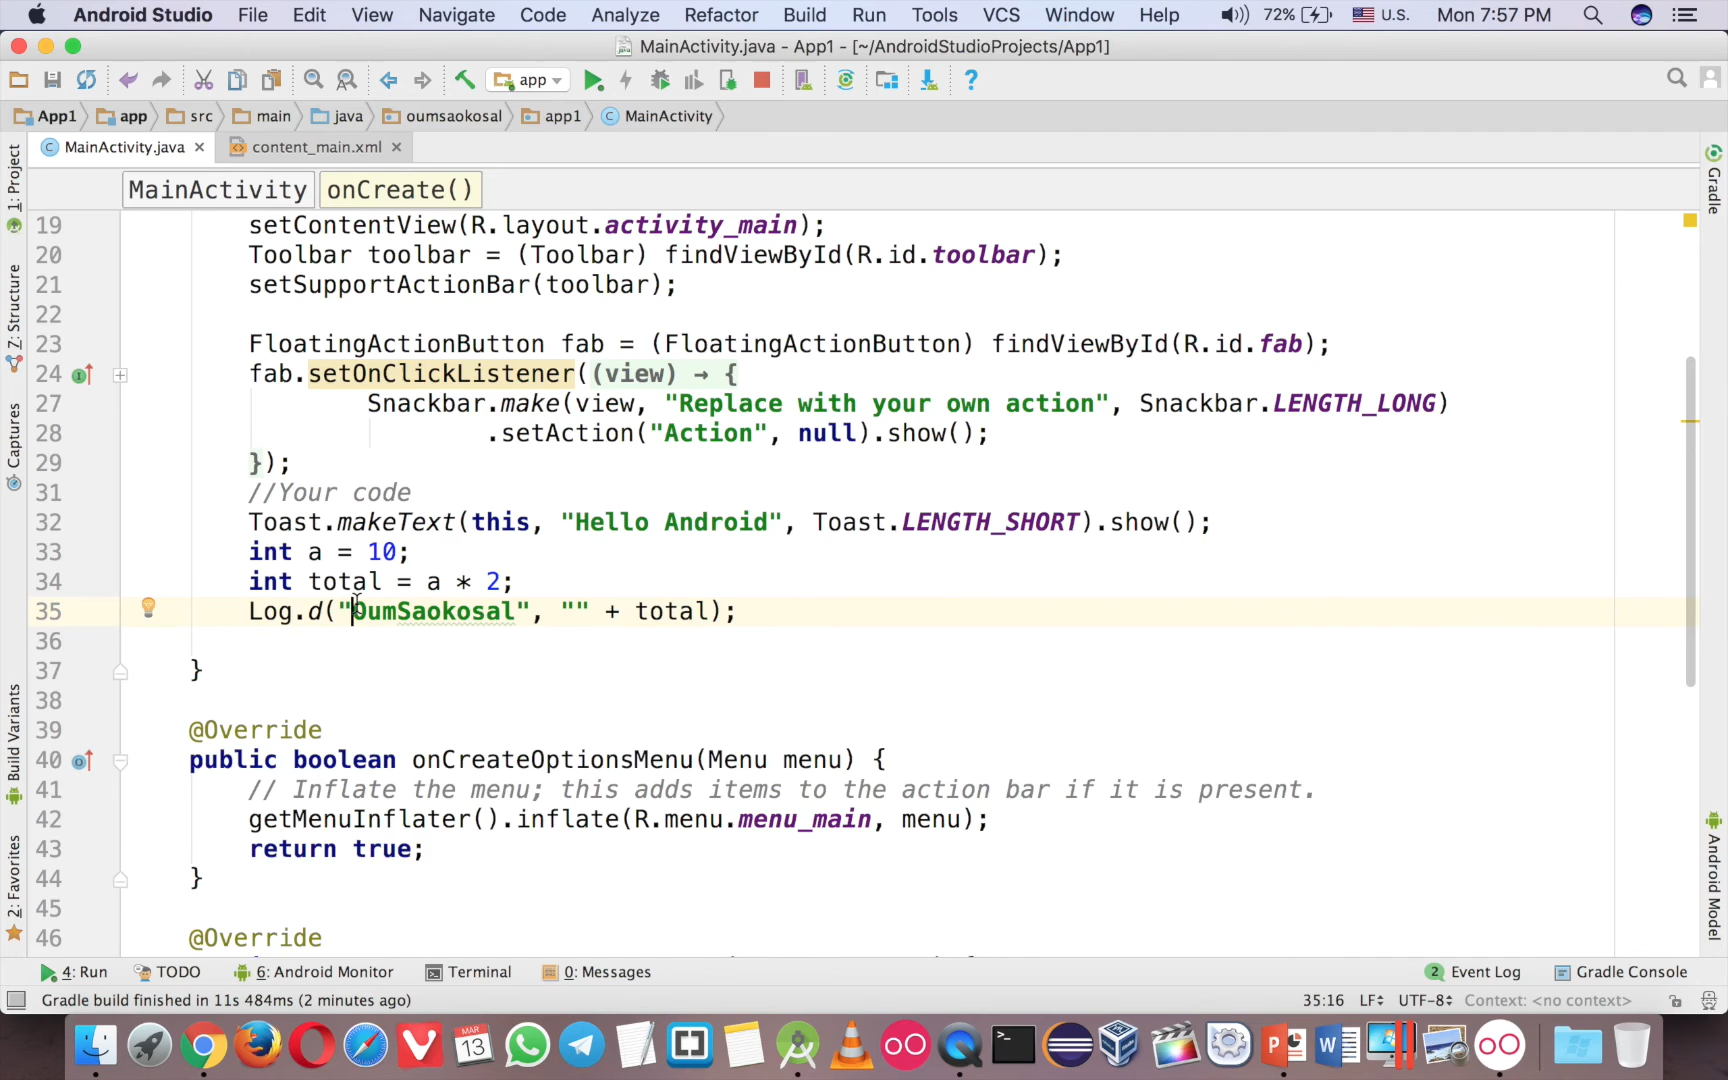 Android Studio File Edit View Navigate Code Analyze Refactor Build Run Tools VCS Window Help 72% U.S. Mon 7:57 PM
MainActivity.java - App1 - [~/AndroidStudioProjects/App1]
app
App1 app src main java oumsaokosal app1 MainActivity
MainActivity.java content_main.xml
MainActivity onCreate()
19 setContentView(R.layout.activity_main);
20 Toolbar toolbar = (Toolbar) findViewById(R.id.toolbar);
21 setSupportActionBar(toolbar);
22
23 FloatingActionButton fab = (FloatingActionButton) findViewById(R.id.fab);
24 fab.setOnClickListener((view) → {
27 Snackbar.make(view, "Replace with your own action", Snackbar.LENGTH_LONG)
28 .setAction("Action", null).show();
29 });
31 //Your code
32 Toast.makeText(this, "Hello Android", Toast.LENGTH_SHORT).show();
33 int a = 10;
34 int total = a * 2;
35 Log.d("OumSaokosal", "" + total);
36
37 }
38
39 @Override
40 public boolean onCreateOptionsMenu(Menu menu) {
41 // Inflate the menu; this adds items to the action bar if it is present.
42 getMenuInflater().inflate(R.menu.menu_main, menu);
43 return true;
44 }
45
46 @Override
1: Project
7: Structure
Captures
Build Variants
2: Favorites
Gradle
Android Model
4: Run TODO 6: Android Monitor Terminal 0: Messages 2 Event Log Gradle Console
Gradle build finished in 11s 484ms (2 minutes ago) 35:16 LF UTF-8 Context: <no context>
MAR
13
P W